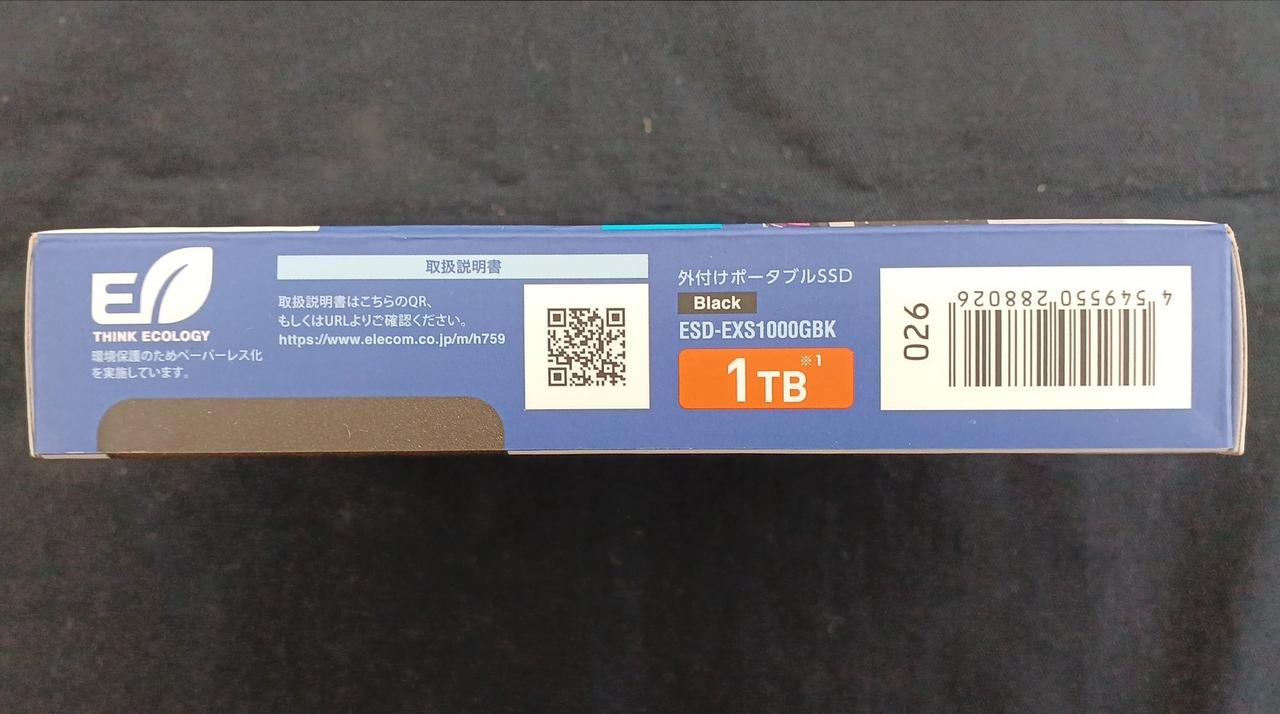 E
THINK ECOLOGY
環境保護のためペーパーレス化
を実施しています。
取扱説明書
取扱説明書はこちらのQR、
もしくはURLよりご確認ください。
https://www.elecom.co.jp/m/h759
外付けポータブルSSD
Black
ESD-EXS1000GBK
1TB※1
026
4 549550 288026